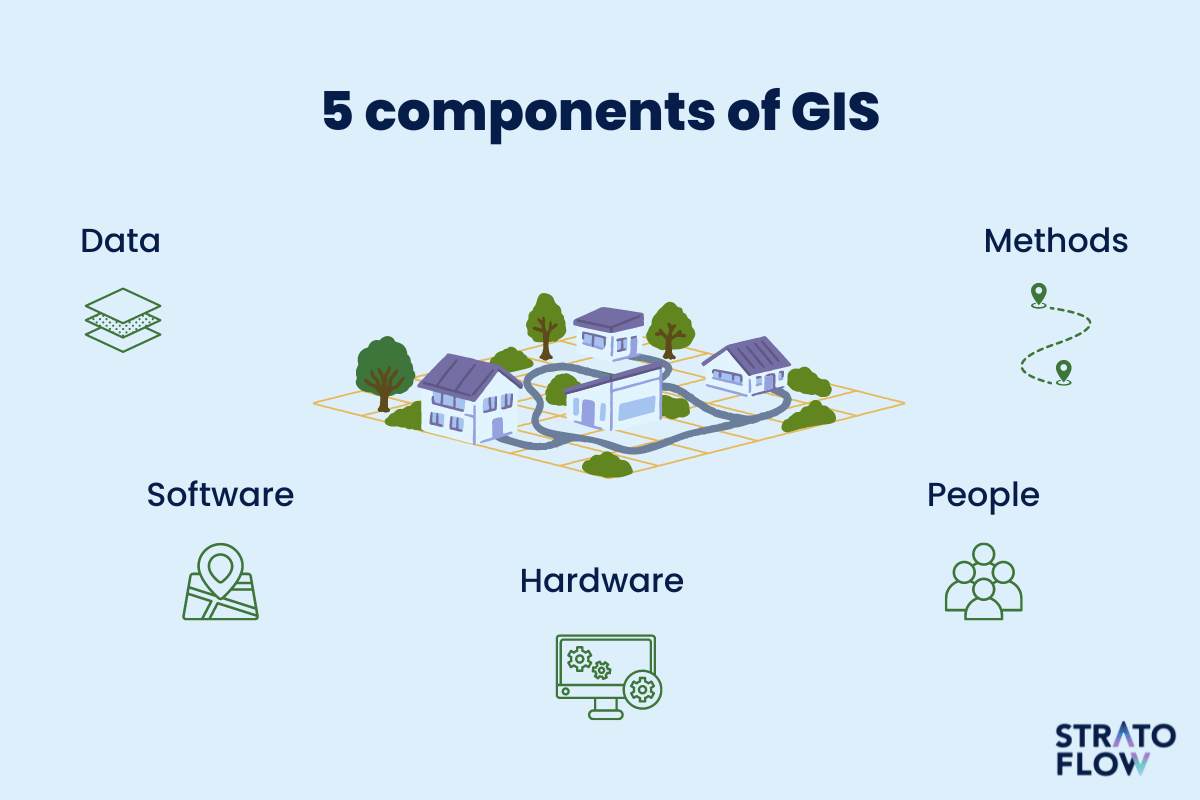 5 components of GIS
Data
Methods
Software
People
Hardware
STRATO
FLOW